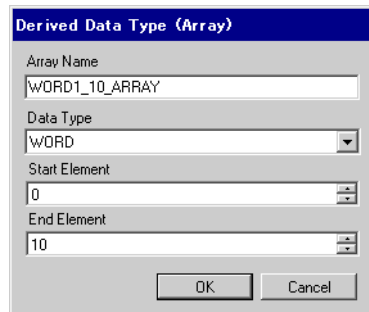 Derived Data Type (Array)
Array Name
WORD1_10_ARRAY
Data Type
WORD
Start Element
0
End Element
10
OK Cancel